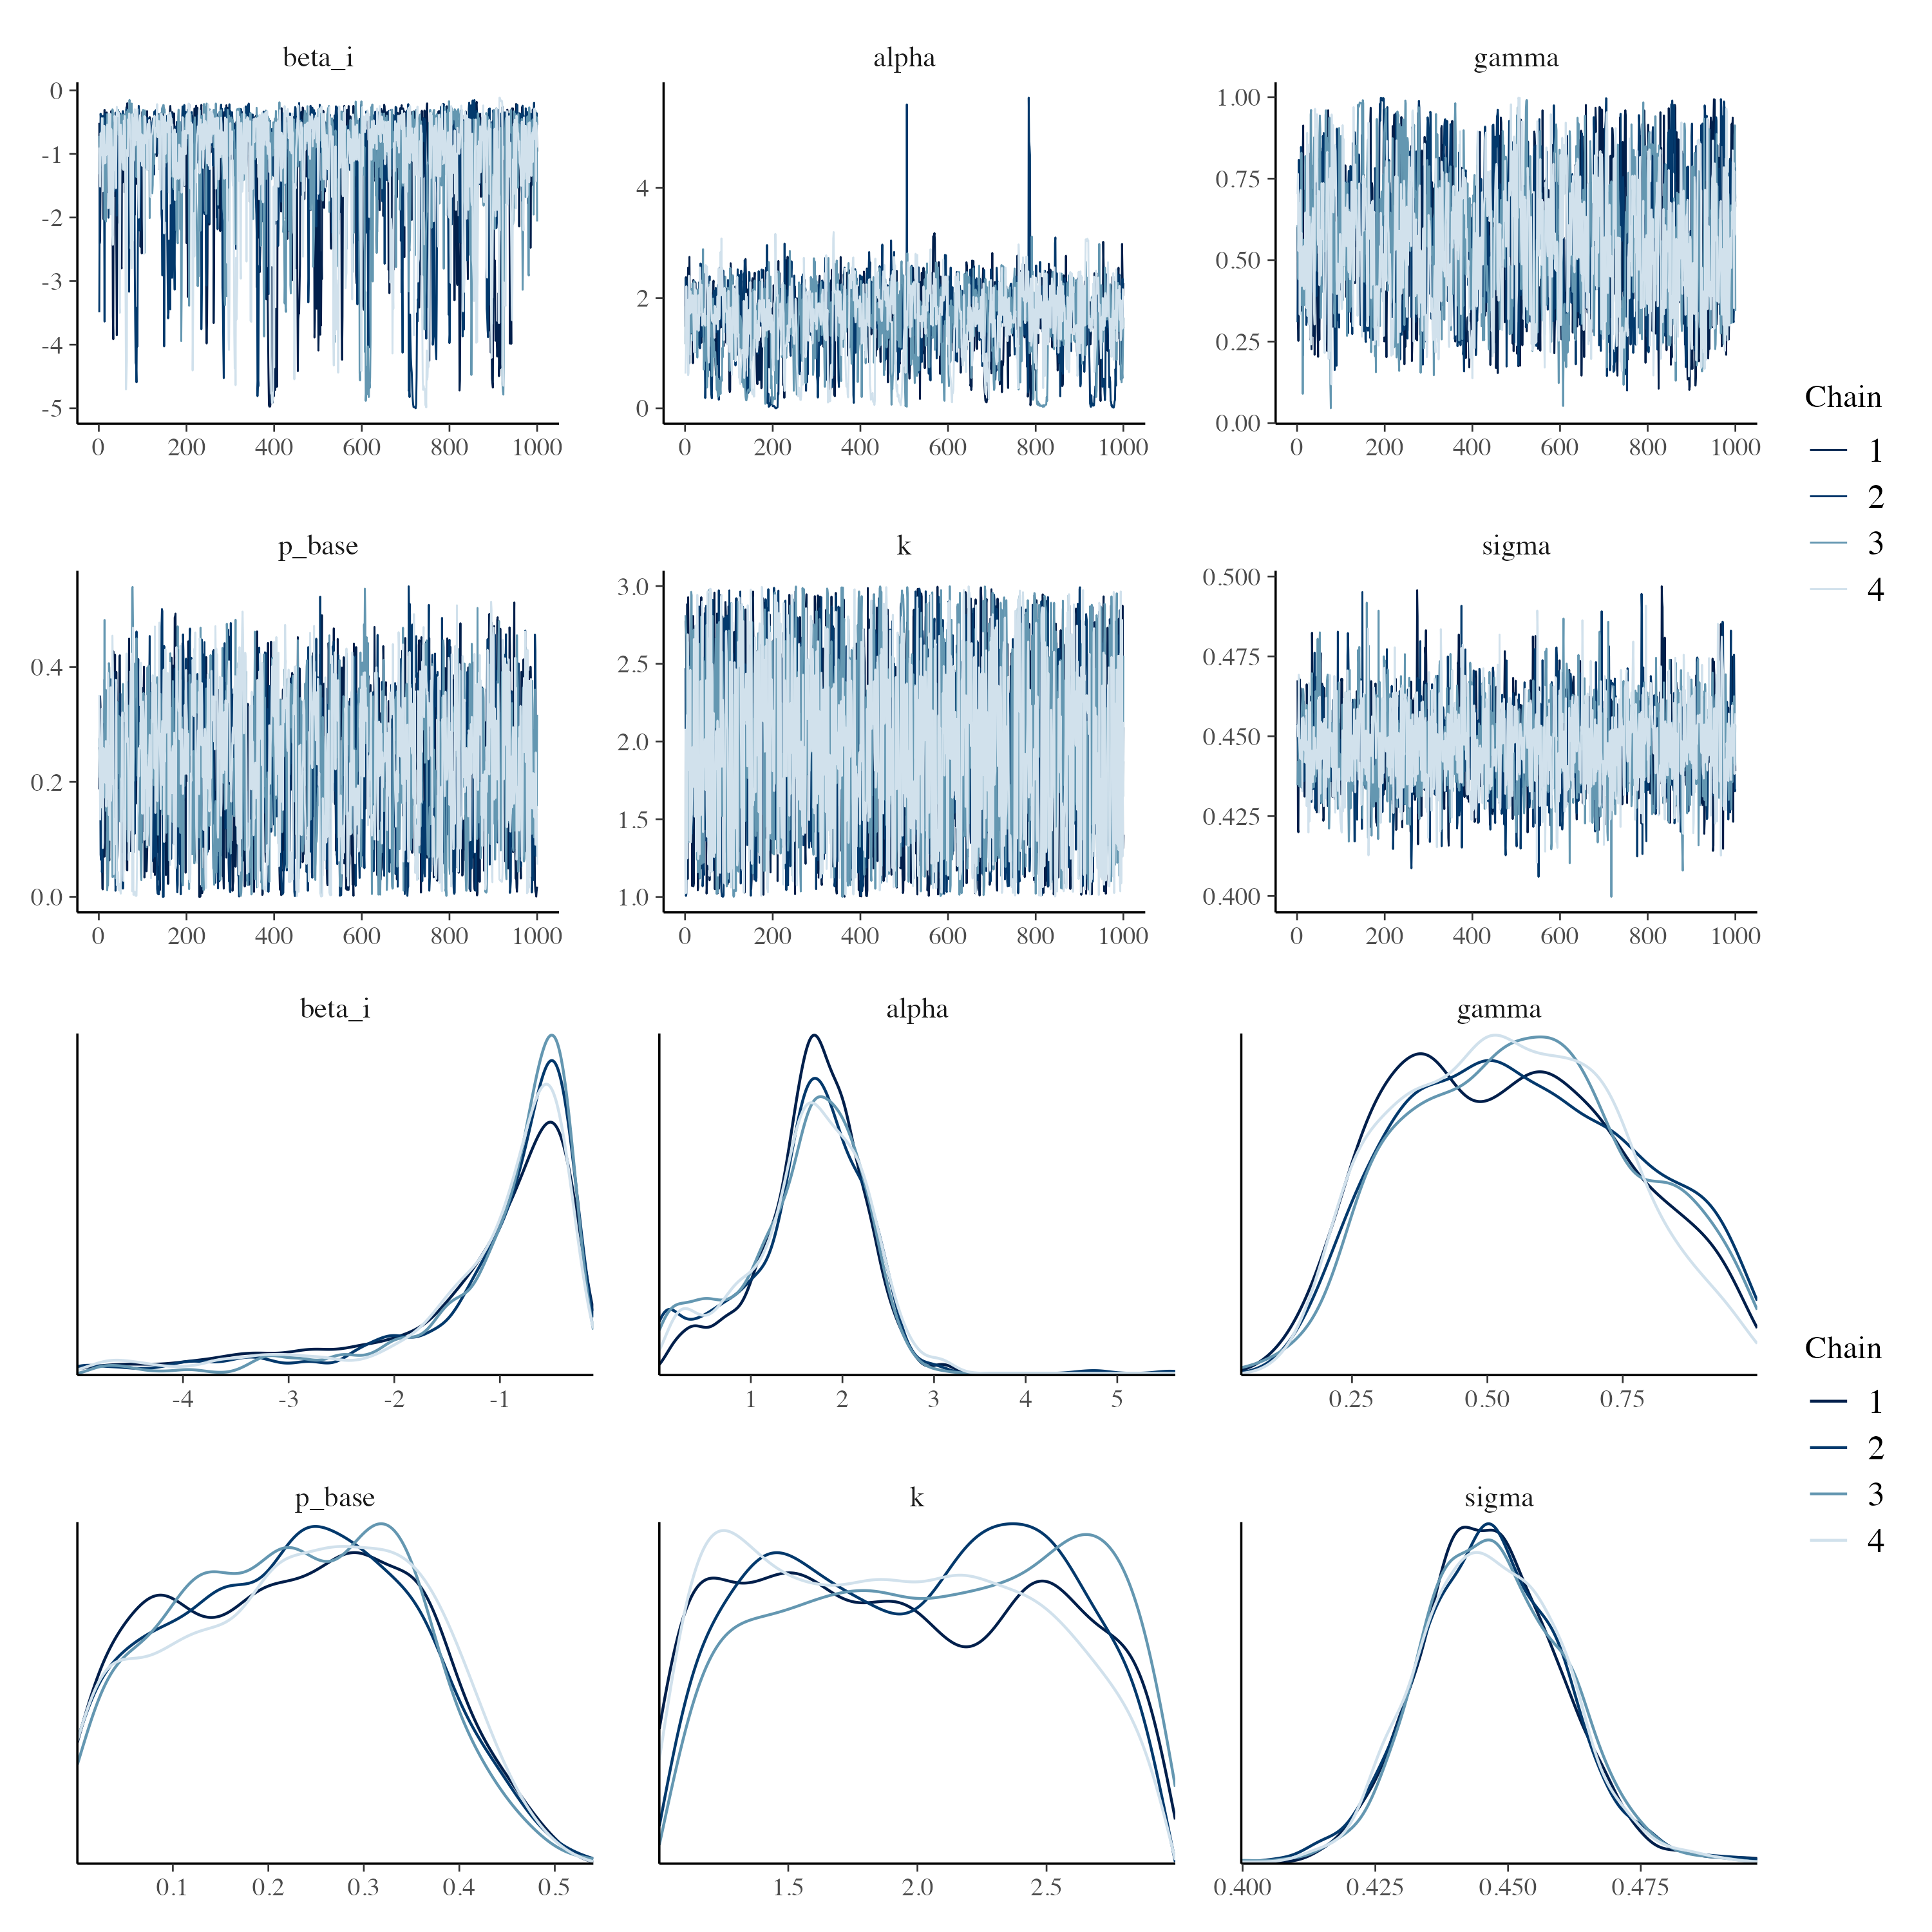 beta_i alpha gamma
0 -1 -2 -3 -4 -5
0 200 400 600 800 1000
4 2 0
0 200 400 600 800 1000
1.00 0.75 0.50 0.25 0.00
0 200 400 600 800 1000
p_base k sigma
0.4 0.2 0.0
0 200 400 600 800 1000
3.0 2.5 2.0 1.5 1.0
0 200 400 600 800 1000
0.500 0.475 0.450 0.425 0.400
0 200 400 600 800 1000
Chain
1
2
3
4
beta_i alpha gamma
-4 -3 -2 -1
1 2 3 4 5
0.25 0.50 0.75
p_base k sigma
0.1 0.2 0.3 0.4 0.5
1.5 2.0 2.5
0.400 0.425 0.450 0.475
Chain
1
2
3
4